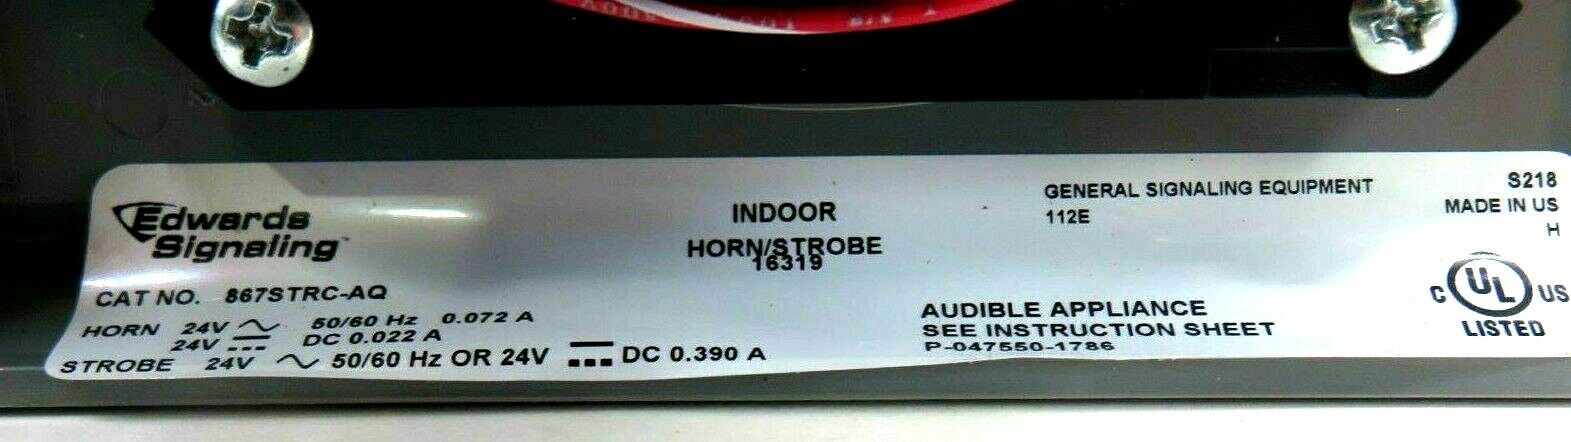 Edwards
Signaling™
CAT NO. 867STRC-AQ
HORN 24V 50/60 Hz 0.072 A
24V DC 0.022 A
STROBE 24V 50/60 Hz OR 24V DC 0.390 A
INDOOR
HORN/STROBE
16319
GENERAL SIGNALING EQUIPMENT
112E
AUDIBLE APPLIANCE
SEE INSTRUCTION SHEET
P-047550-1786
S218
MADE IN US
H
C UL US
LISTED